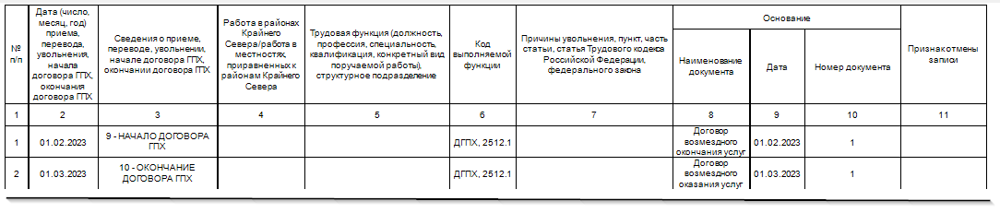 № п/п
Дата (число, месяц, год) приема, перевода, увольнения, начала договора ГПХ, окончания договора ГПХ
Сведения о приеме, переводе, увольнении, начале договора ГПХ, окончании договора ГПХ
Работа в районах Крайнего Севера/работа в местностях, приравненных к районам Крайнего Севера
Трудовая функция (должность, профессия, специальность, квалификация, конкретный вид поручаемой работы), структурное подразделение
Код выполняемой функции
Причины увольнения, пункт, часть статьи, статья Трудового кодекса Российской Федерации, федерального закона
Основание
Наименование документа
Дата
Номер документа
Признак отмены записи
1 2 3 4 5 6 7 8 9 10 11
1 01.02.2023 9 - НАЧАЛО ДОГОВОРА ГПХ ДГПХ, 2512.1 Договор возмездного окончания услуг 01.02.2023 1
2 01.03.2023 10 - ОКОНЧАНИЕ ДОГОВОРА ГПХ ДГПХ, 2512.1 Договор возмездного оказания услуг 01.03.2023 1